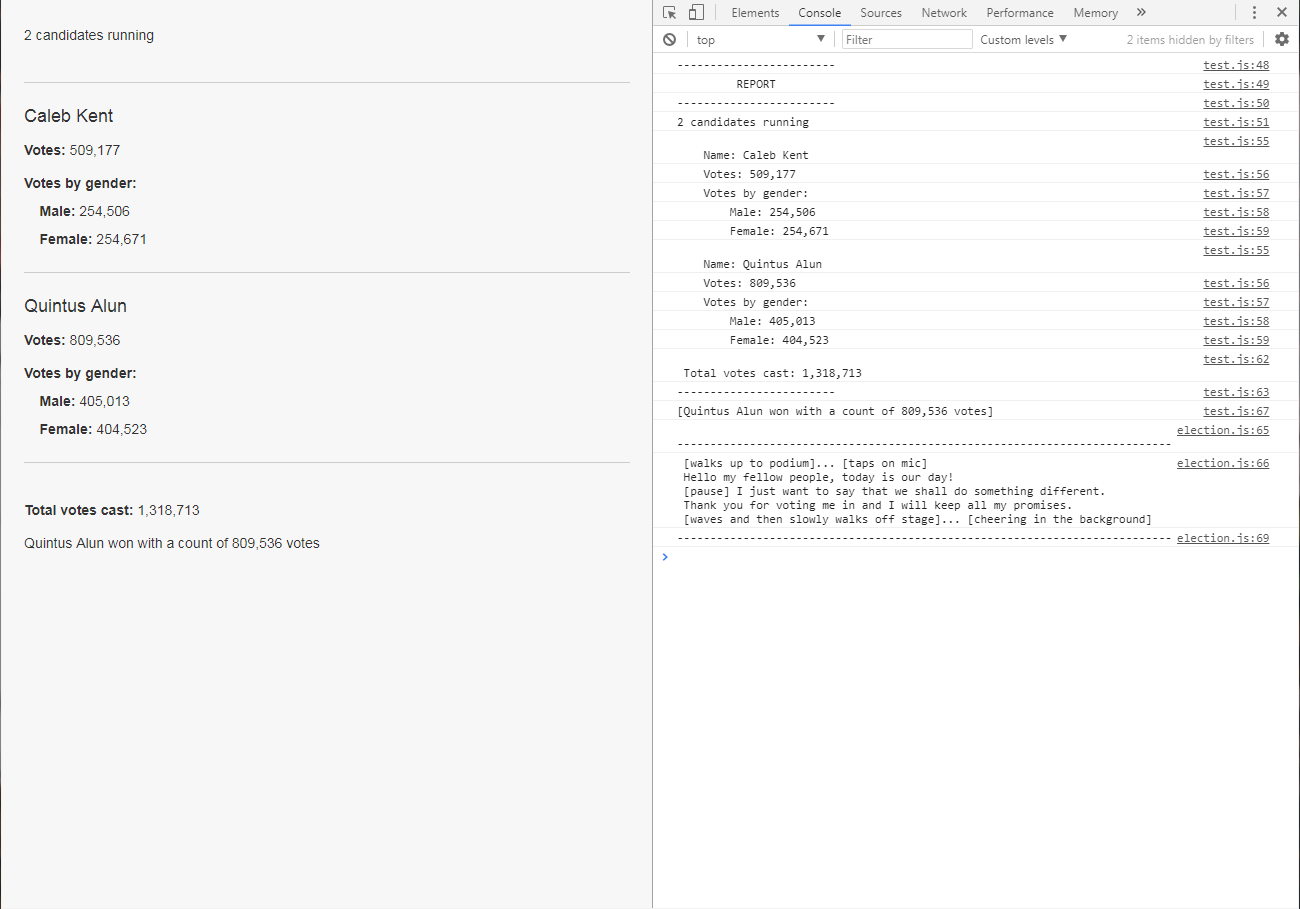 2 candidates running
Caleb Kent
Votes: 509,177
Votes by gender:
Male: 254,506
Female: 254,671
Quintus Alun
Votes: 809,536
Votes by gender:
Male: 405,013
Female: 404,523
Total votes cast: 1,318,713
Quintus Alun won with a count of 809,536 votes
Elements Console Sources Network Performance Memory »
top Filter Custom levels 2 items hidden by filters
------------------------ test.js:48
REPORT test.js:49
------------------------ test.js:50
2 candidates running test.js:51
test.js:55
Name: Caleb Kent
Votes: 509,177 test.js:56
Votes by gender: test.js:57
Male: 254,506 test.js:58
Female: 254,671 test.js:59
test.js:55
Name: Quintus Alun
Votes: 809,536 test.js:56
Votes by gender: test.js:57
Male: 405,013 test.js:58
Female: 404,523 test.js:59
test.js:62
Total votes cast: 1,318,713
------------------------ test.js:63
[Quintus Alun won with a count of 809,536 votes] test.js:67
election.js:65
---------------------------------------------------------------------------
[walks up to podium]... [taps on mic] election.js:66
Hello my fellow people, today is our day!
[pause] I just want to say that we shall do something different.
Thank you for voting me in and I will keep all my promises.
[waves and then slowly walks off stage]... [cheering in the background]
--------------------------------------------------------------------------- election.js:69